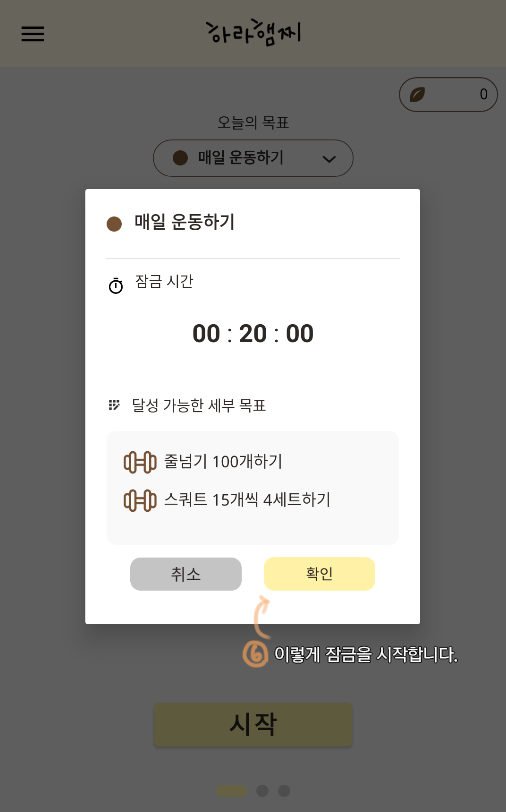 하라햄찌
0
오늘의 목표
매일 운동하기
매일 운동하기
잠금 시간
00 : 20 : 00
달성 가능한 세부 목표
줄넘기 100개하기
스쿼트 15개씩 4세트하기
취소
확인
6 이렇게 잠금을 시작합니다.
시작